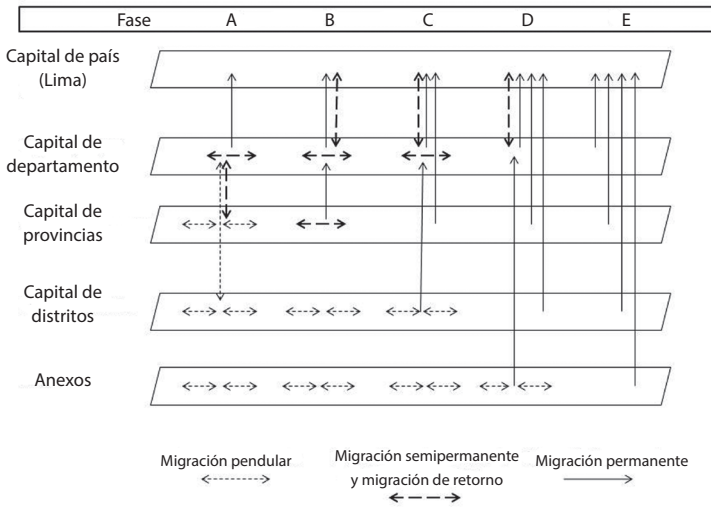 Fase A B C D E
Capital de país
(Lima)
Capital de
departamento
Capital de
provincias
Capital de
distritos
Anexos
Migración pendular
Migración semipermanente
y migración de retorno
Migración permanente